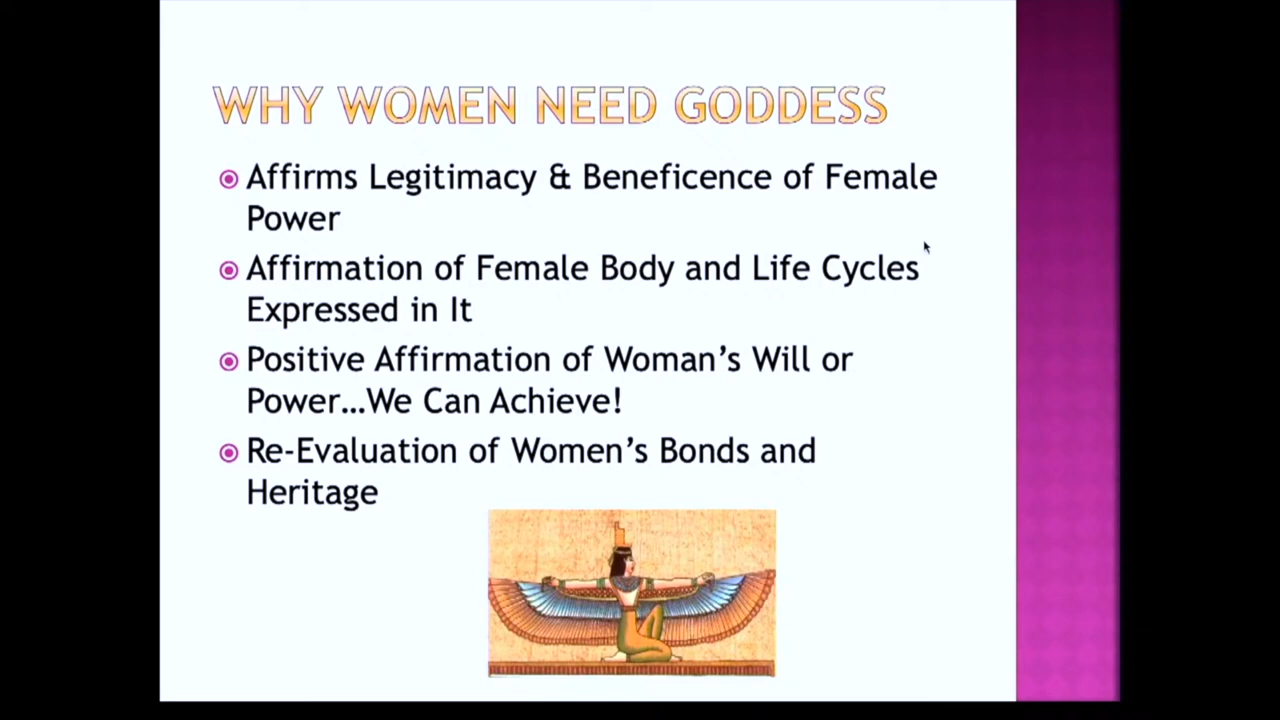 WHY WOMEN NEED GODDESS
Affirms Legitimacy & Beneficence of Female
Power
Affirmation of Female Body and Life Cycles
Expressed in It
Positive Affirmation of Woman’s Will or
Power…We Can Achieve!
Re-Evaluation of Women’s Bonds and
Heritage